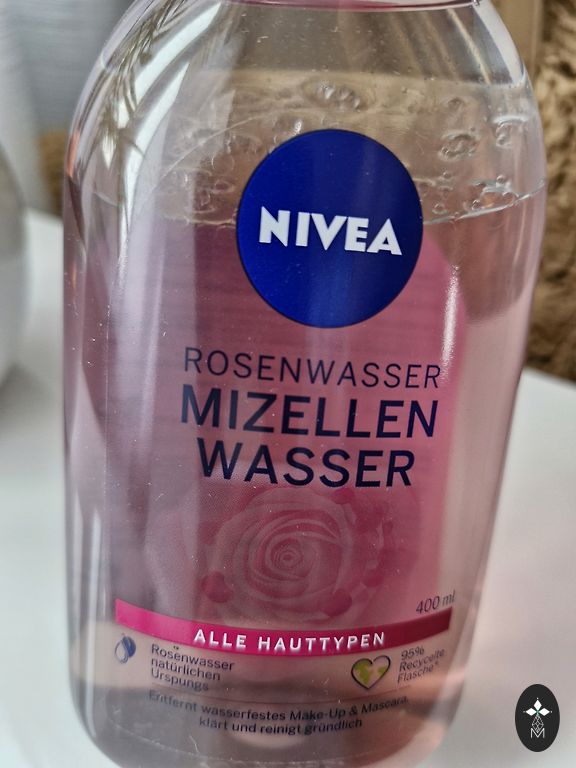 NIVEA
ROSENWASSER
MIZELLEN
WASSER
400 ml
ALLE HAUTTYPEN
Rosenwasser
natürlichen
Ursprungs
95%
Recycelte
Flasche*
Entfernt wasserfestes Make-Up & Mascara,
klärt und reinigt gründlich
M